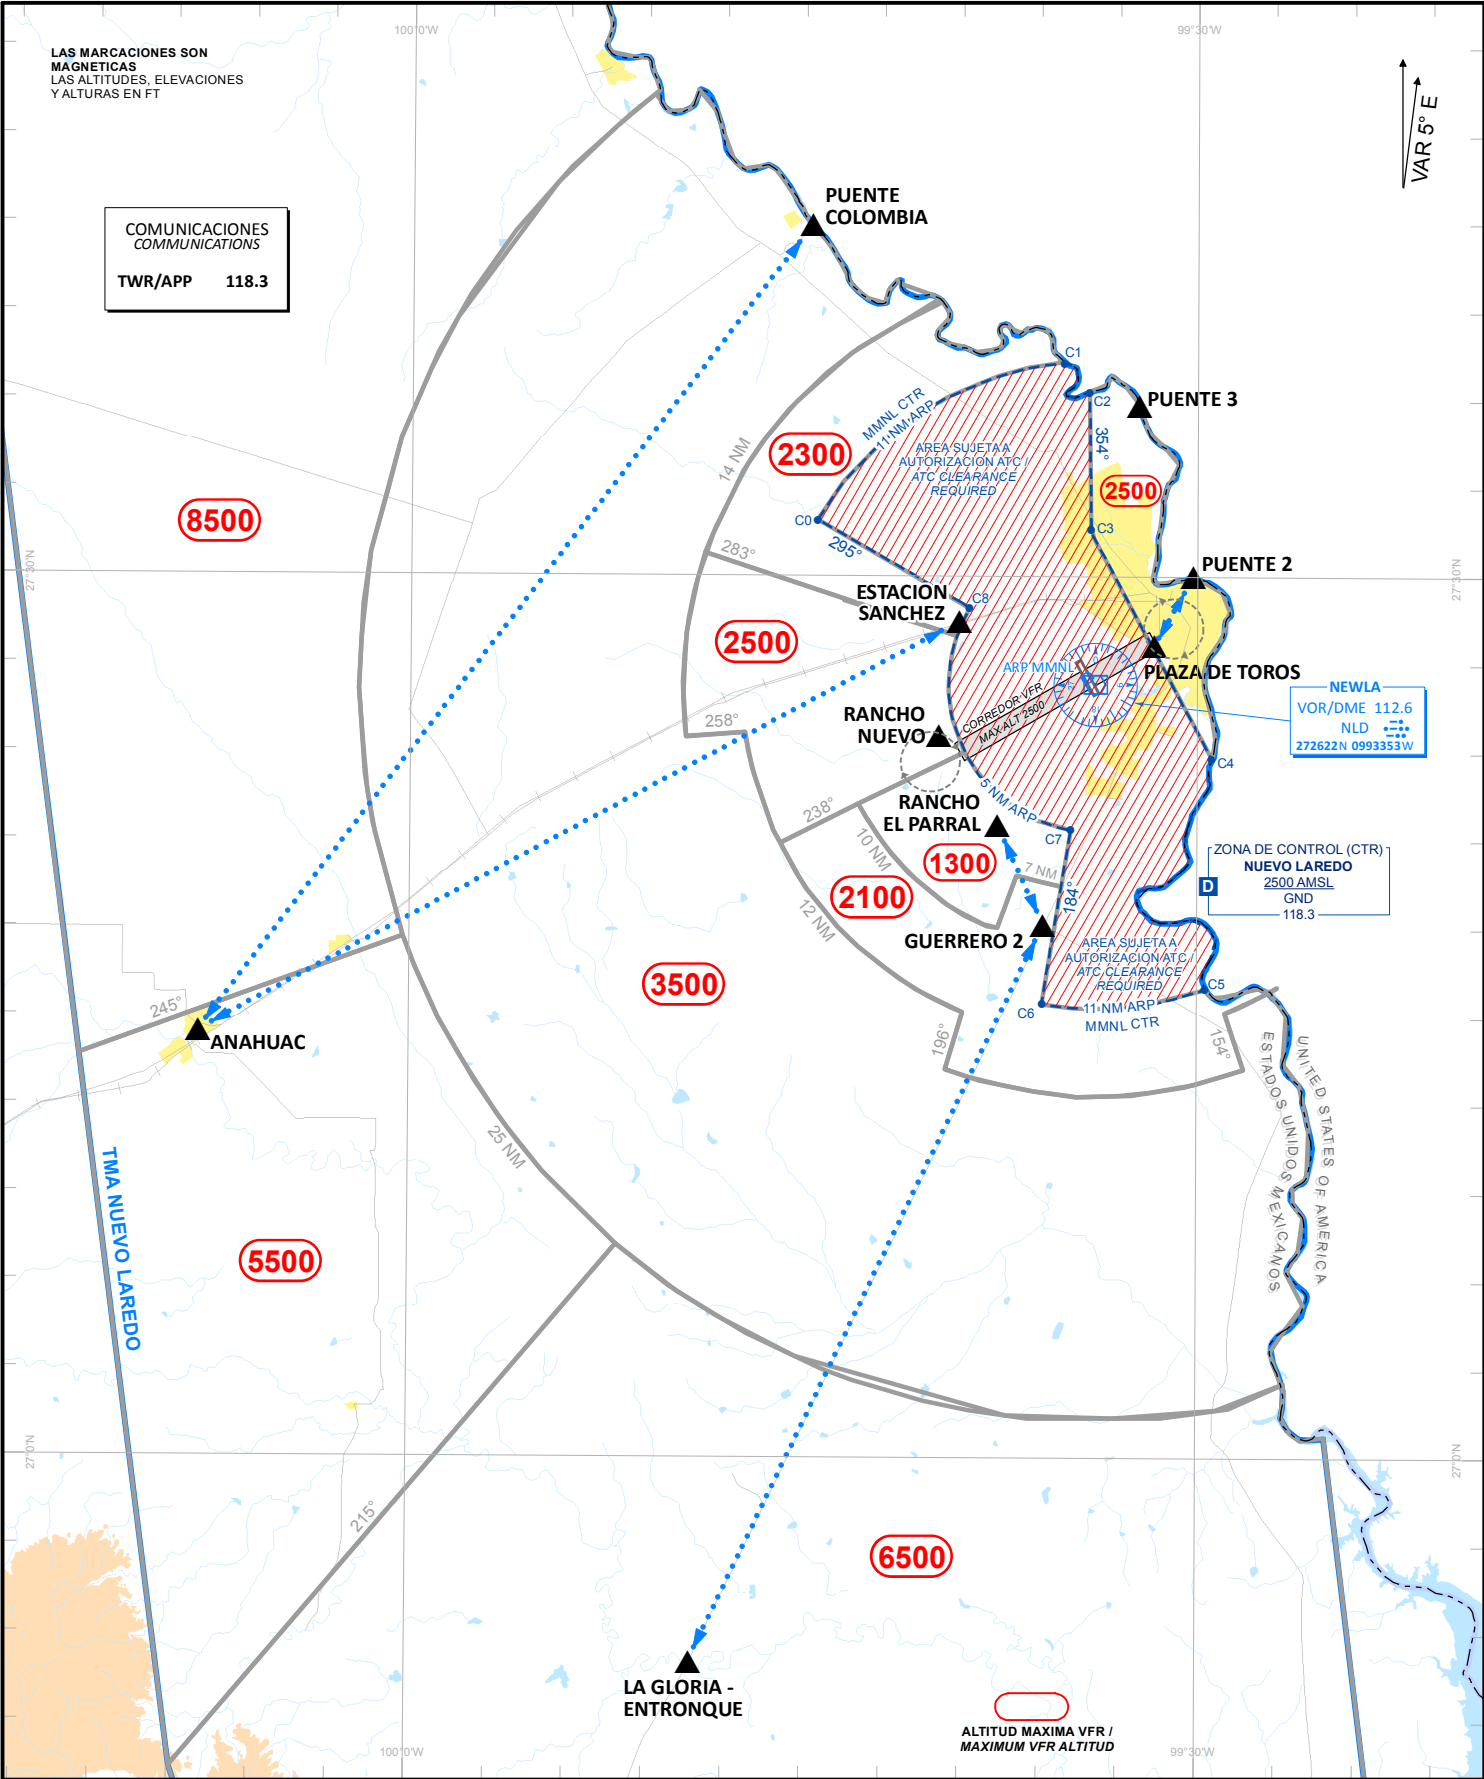 100°0'W
99°30'W
LAS MARCACIONES SON
MAGNETICAS
LAS ALTITUDES, ELEVACIONES
Y ALTURAS EN FT
VAR 5° E
COMUNICACIONES
COMMUNICATIONS
TWR/APP 118.3
PUENTE
COLOMBIA
C1
C2
PUENTE 3
MMNL CTR
11 NM ARP
354°
14 NM
2300
AREA SUJETA A
AUTORIZACION ATC /
ATC CLEARANCE
REQUIRED
2500
8500
C0
C3
295°
283°
27°30'N
27°30'N
PUENTE 2
ESTACION
SANCHEZ
C8
2500
ARP MMNL
PLAZA DE TOROS
NEWLA
VOR/DME 112.6
NLD
272622N 0993353W
258°
RANCHO
NUEVO
CORREDOR VFR
MAX ALT 2500
C4
5 NM ARP
238°
RANCHO
EL PARRAL
C7
10 NM
1300
7 NM
184°
ZONA DE CONTROL (CTR)
NUEVO LAREDO
2500 AMSL
GND
118.3
D
2100
12 NM
GUERRERO 2
AREA SUJETA A
AUTORIZACION ATC /
ATC CLEARANCE
REQUIRED
3500
C5
C6
11 NM ARP
MMNL CTR
245°
ANAHUAC
196°
154°
UNITED STATES OF AMERICA
ESTADOS UNIDOS MEXICANOS
25 NM
TMA NUEVO LAREDO
5500
27°0'N
27°0'N
215°
6500
LA GLORIA -
ENTRONQUE
ALTITUD MAXIMA VFR /
MAXIMUM VFR ALTITUD
100°0'W
99°30'W